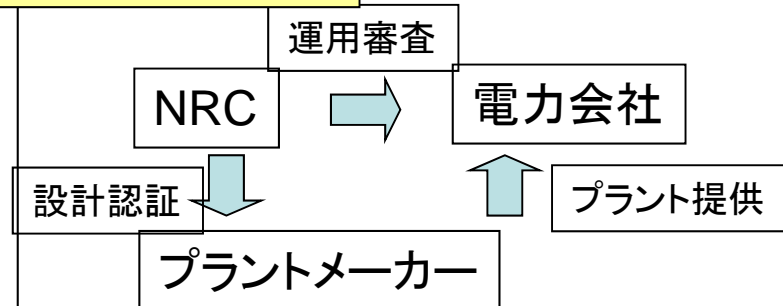 運用審査
NRC
電力会社
設計認証
プラント提供
プラントメーカー